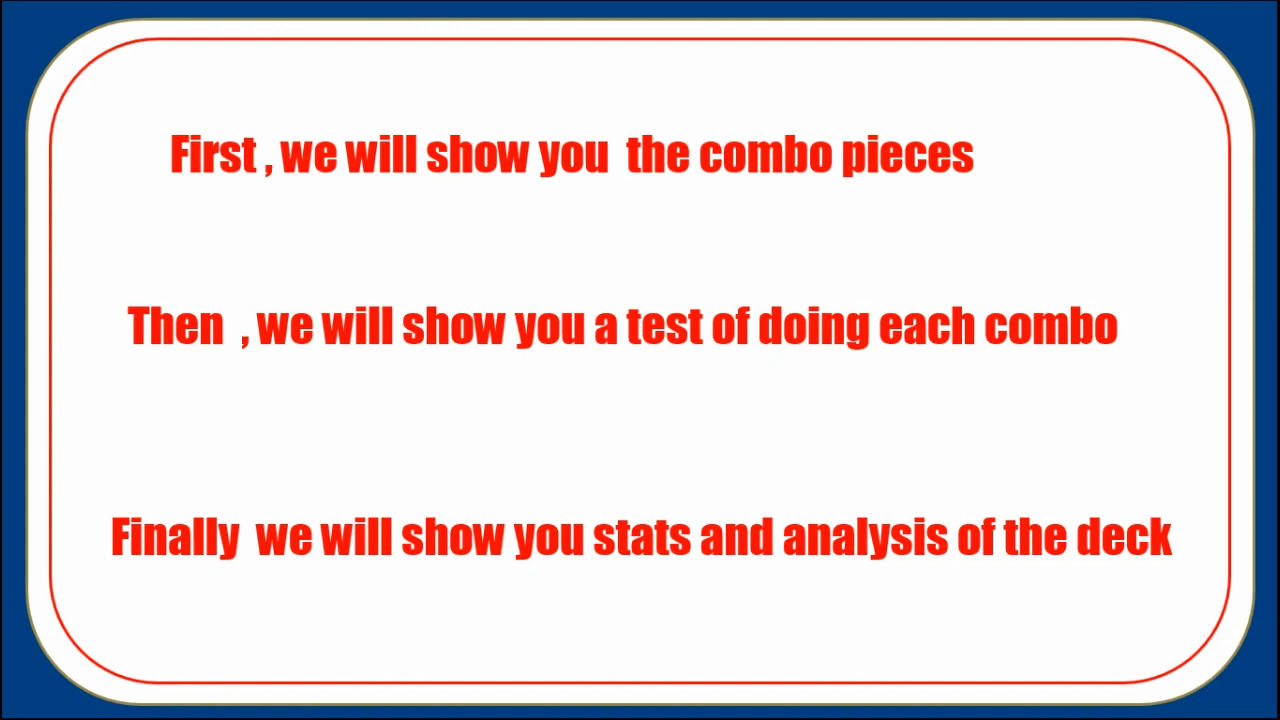 First , we will show you  the combo pieces
Then  , we will show you a test of doing each combo
Finally  we will show you stats and analysis of the deck